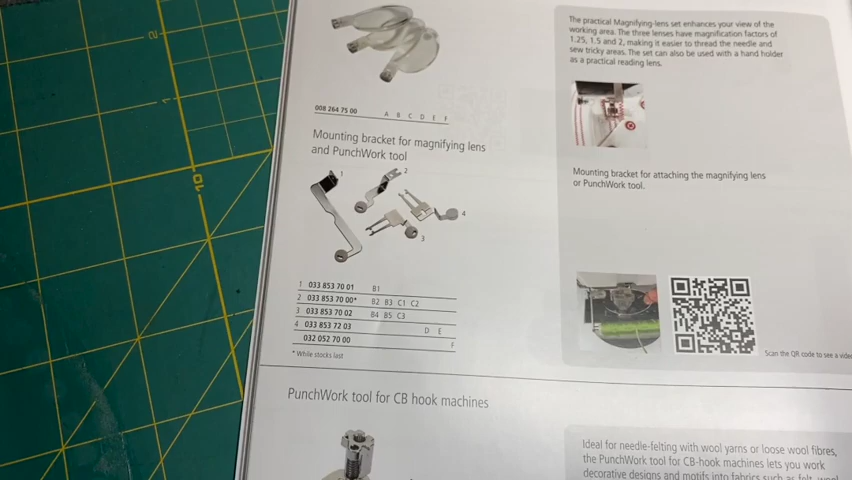 2
1
10
008 264 75 00 A B C D E F
Mounting bracket for magnifying lens
and PunchWork tool
1
2
3
4
1 033 853 70 01 B1
2 033 853 70 00* B2 B3 C1 C2
3 033 853 70 02 B4 B5 C3
4 033 853 72 03 D E
032 052 70 00 F
* While stocks last
The practical Magnifying-lens set enhances your view of the
working area. The three lenses have magnification factors of
1.25, 1.5 and 2, making it easier to thread the needle and
sew tricky areas. The set can also be used with a hand holder
as a practical reading lens.
Mounting bracket for attaching the magnifying lens
or PunchWork tool.
Scan the QR code to see a video
PunchWork tool for CB hook machines
Ideal for needle-felting with wool yarns or loose wool fibres,
the PunchWork tool for CB-hook machines lets you work
decorative designs and motifs into fabrics such as felt, wool